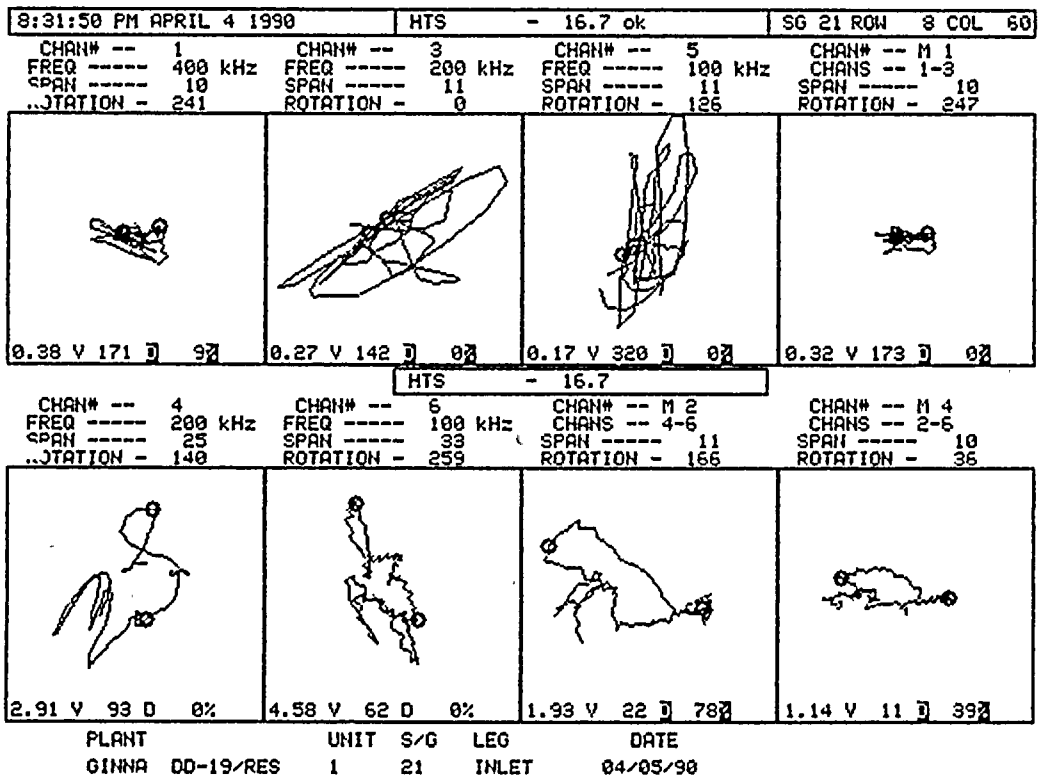 8:31:50 PM APRIL 4 1990 HTS - 16.7 ok SG 21 ROW 8 COL 60
CHAN# -- 1 CHAN# -- 3 CHAN# -- 5 CHAN# -- M 1
FREQ ----- 400 kHz FREQ ----- 200 kHz FREQ ----- 100 kHz CHANS -- 1-3
SPAN ----- 10 SPAN ----- 11 SPAN ----- 11 SPAN ----- 10
..OTATION - 241 ROTATION - 0 ROTATION - 126 ROTATION - 247
0.38 V 171 D 9% 0.27 V 142 D 0% 0.17 V 320 D 0% 0.32 V 173 D 0%
HTS - 16.7
CHAN# -- 4 CHAN# -- 6 CHAN# -- M 2 CHAN# -- M 4
FREQ ----- 200 kHz FREQ ----- 100 kHz CHANS -- 4-6 CHANS -- 2-6
SPAN ----- 25 SPAN ----- 33 SPAN ----- 11 SPAN ----- 10
..OTATION - 140 ROTATION - 259 ROTATION - 166 ROTATION - 36
2.91 V 93 D 0% 4.58 V 62 D 0% 1.93 V 22 D 78% 1.14 V 11 D 39%
PLANT UNIT S/G LEG DATE
GINNA DD-19/RES 1 21 INLET 04/05/90